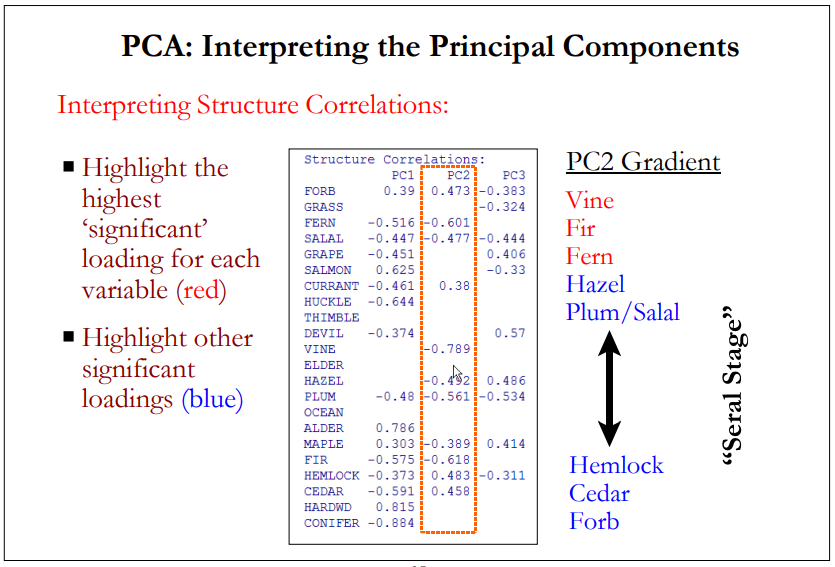 PCA: Interpreting the Principal Components
Interpreting Structure Correlations:
■ Highlight the
highest
‘significant’
loading for each
variable (red)
■ Highlight other
significant
loadings (blue)
Structure Correlations:
PC1 PC2 PC3
FORB 0.39 0.473 -0.383
GRASS -0.324
FERN -0.516 -0.601
SALAL -0.447 -0.477 -0.444
GRAPE -0.451 0.406
SALMON 0.625 -0.33
CURRANT -0.461 0.38
HUCKLE -0.644
THIMBLE
DEVIL -0.374 0.57
VINE -0.789
ELDER
HAZEL -0.492 0.486
PLUM -0.48 -0.561 -0.534
OCEAN
ALDER 0.786
MAPLE 0.303 -0.389 0.414
FIR -0.575 -0.618
HEMLOCK -0.373 0.483 -0.311
CEDAR -0.591 0.458
HARDWD 0.815
CONIFER -0.884
PC2 Gradient
Vine
Fir
Fern
Hazel
Plum/Salal
Hemlock
Cedar
Forb
“Seral Stage”